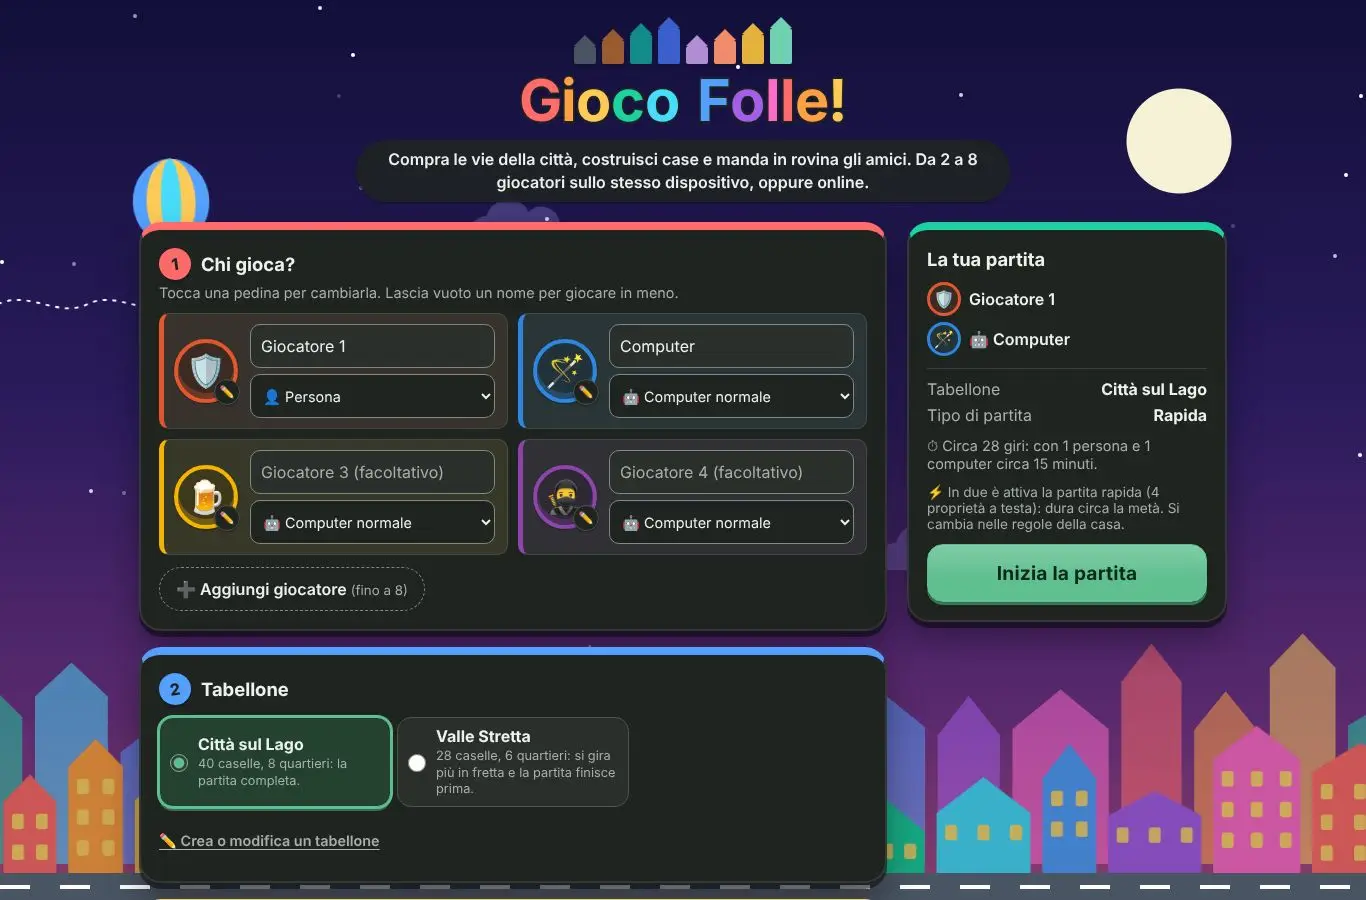 Gioco Folle!
Compra le vie della città, costruisci case e manda in rovina gli amici. Da 2 a 8
giocatori sullo stesso dispositivo, oppure online.
1 Chi gioca?
Tocca una pedina per cambiarla. Lascia vuoto un nome per giocare in meno.
Giocatore 1
👤 Persona
Computer
🤖 Computer normale
Giocatore 3 (facoltativo)
🤖 Computer normale
Giocatore 4 (facoltativo)
🤖 Computer normale
➕ Aggiungi giocatore (fino a 8)
2 Tabellone
Città sul Lago
40 caselle, 8 quartieri: la
partita completa.
Valle Stretta
28 caselle, 6 quartieri: si gira
più in fretta e la partita finisce
prima.
✏️ Crea o modifica un tabellone
La tua partita
Giocatore 1
🤖 Computer
Tabellone Città sul Lago
Tipo di partita Rapida
⏱ Circa 28 giri: con 1 persona e 1
computer circa 15 minuti.
⚡ In due è attiva la partita rapida (4
proprietà a testa): dura circa la metà. Si
cambia nelle regole della casa.
Inizia la partita